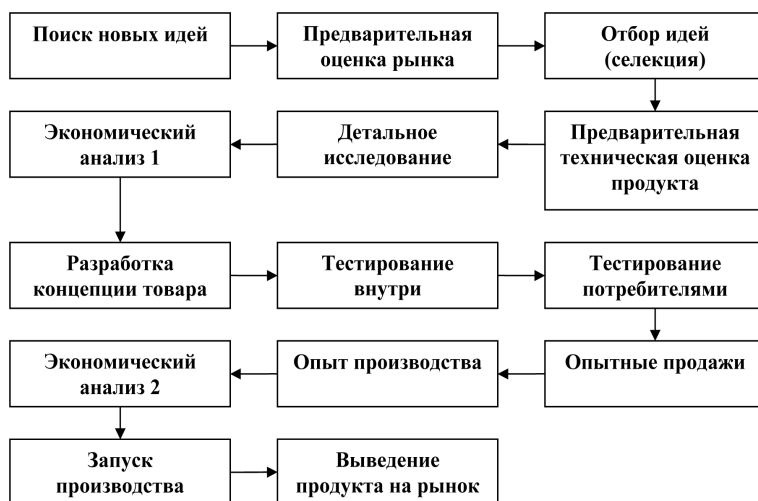 Поиск новых идей
Предварительная
оценка рынка
Отбор идей
(селекция)
Экономический
анализ 1
Детальное
исследование
Предварительная
техническая оценка
продукта
Разработка
концепции товара
Тестирование
внутри
Тестирование
потребителями
Экономический
анализ 2
Опыт производства
Опытные продажи
Запуск
производства
Выведение
продукта на рынок